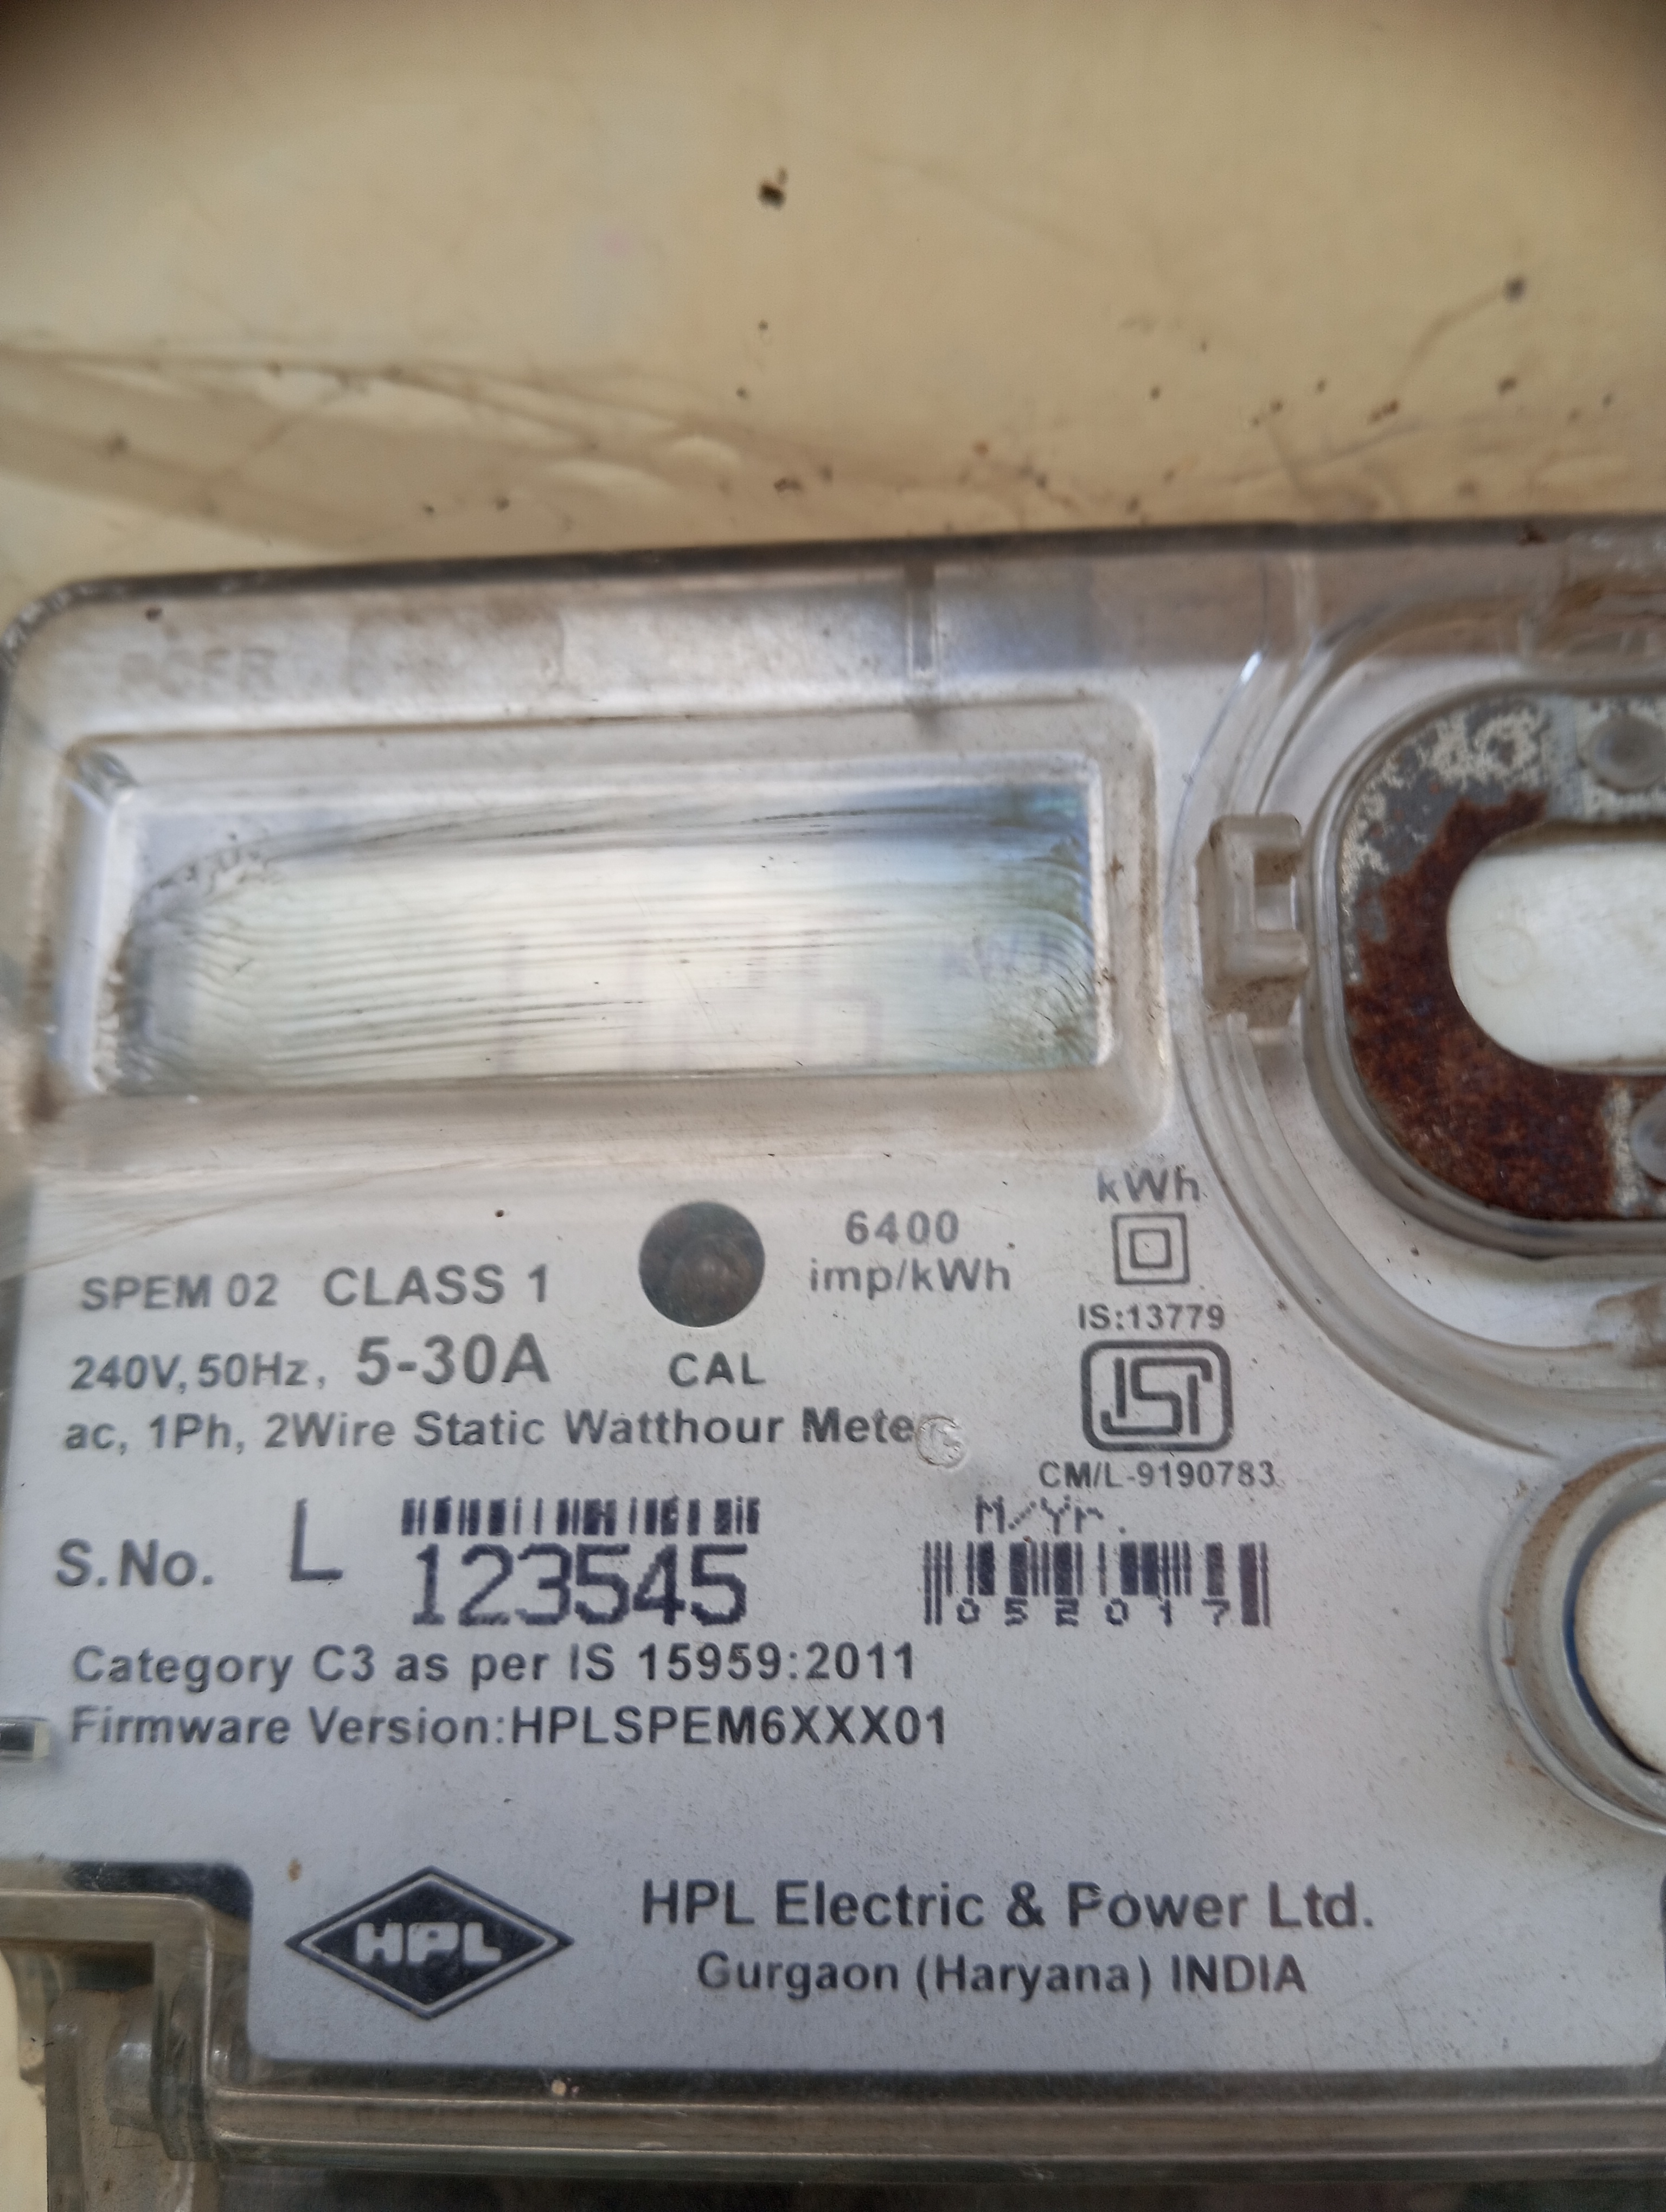 kWh
6400
imp/kWh
SPEM 02 CLASS 1
IS:13779
240V, 50Hz, 5-30A
CAL
ISI
ac, 1Ph, 2Wire Static Watthour Meter
CM/L-9190783
M/Yr.
S.No. L 123545
052017
Category C3 as per IS 15959:2011
Firmware Version:HPLSPEM6XXX01
HPL
HPL Electric & Power Ltd.
Gurgaon (Haryana) INDIA